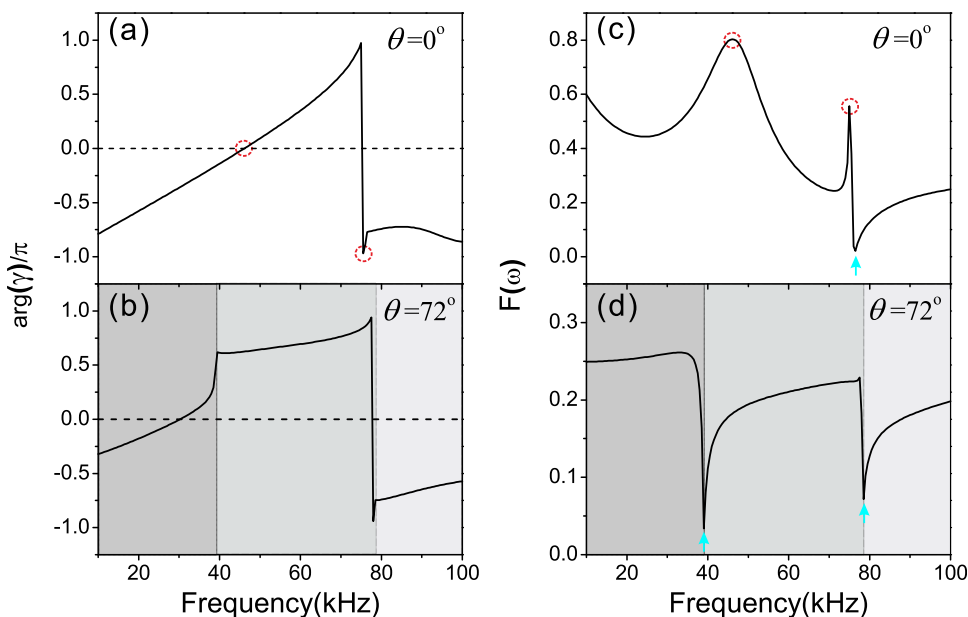 (a)
θ=0°
1.0
0.5
0.0
-0.5
-1.0
(b)
θ=72°
1.0
0.5
0.0
-0.5
-1.0
arg(γ)/π
20 40 60 80 100
Frequency(kHz)
(c)
θ=0°
0.8
0.6
0.4
0.2
0.0
(d)
θ=72°
0.3
0.2
0.1
0.0
F(ω)
20 40 60 80 100
Frequency(kHz)